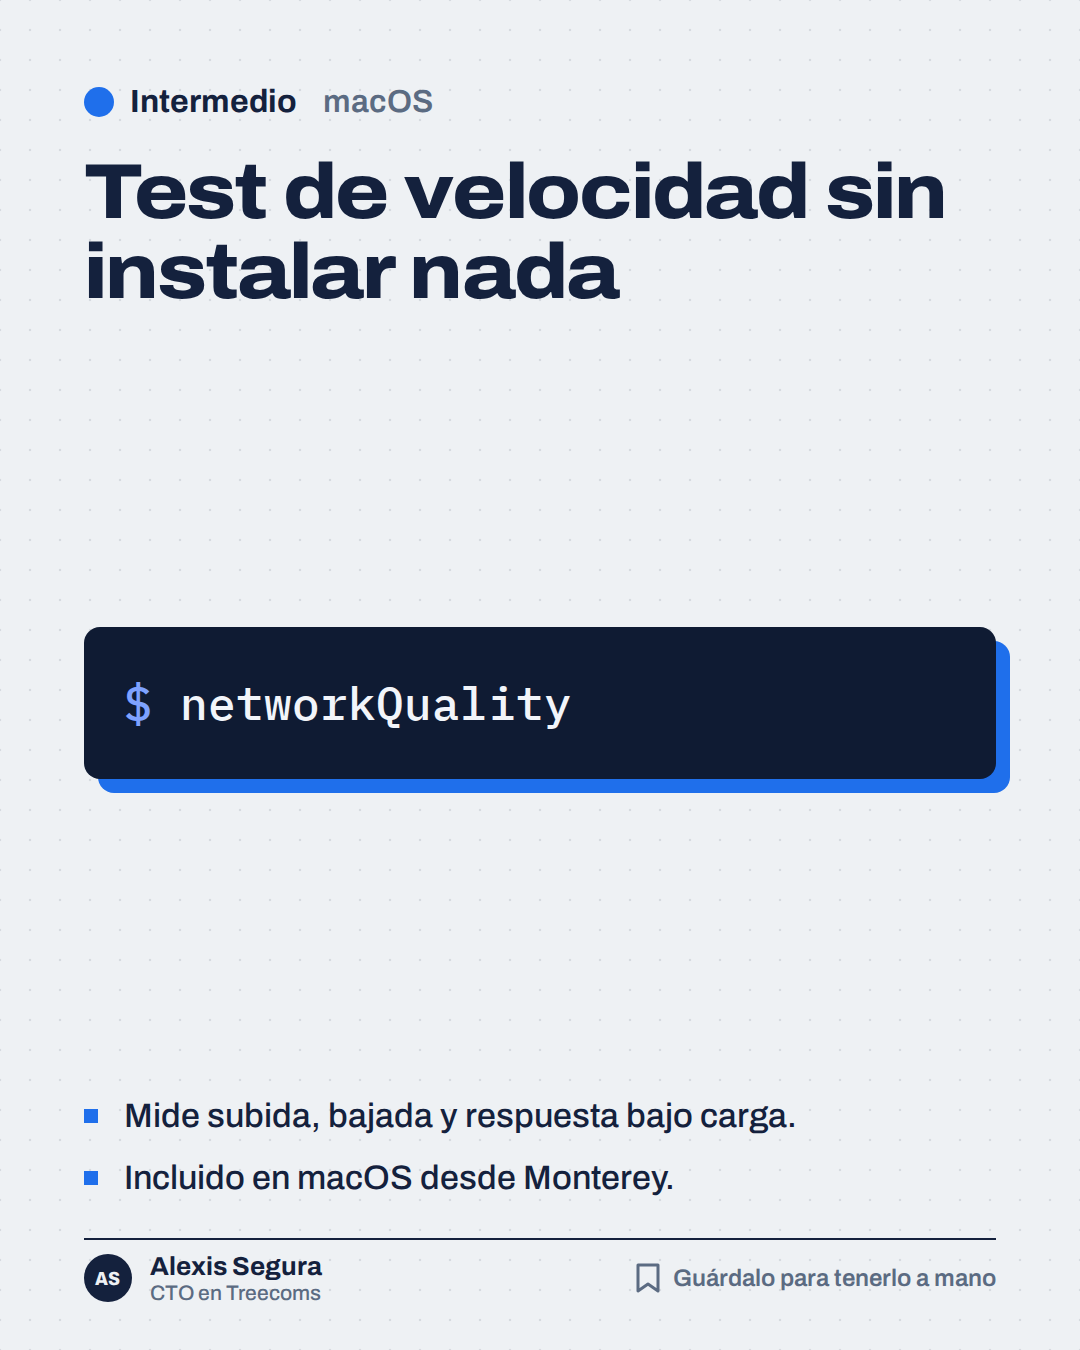 Intermedio macOS
Test de velocidad sin
instalar nada
$ networkQuality
Mide subida, bajada y respuesta bajo carga.
Incluido en macOS desde Monterey.
AS
Alexis Segura
CTO en Treecoms
Guárdalo para tenerlo a mano